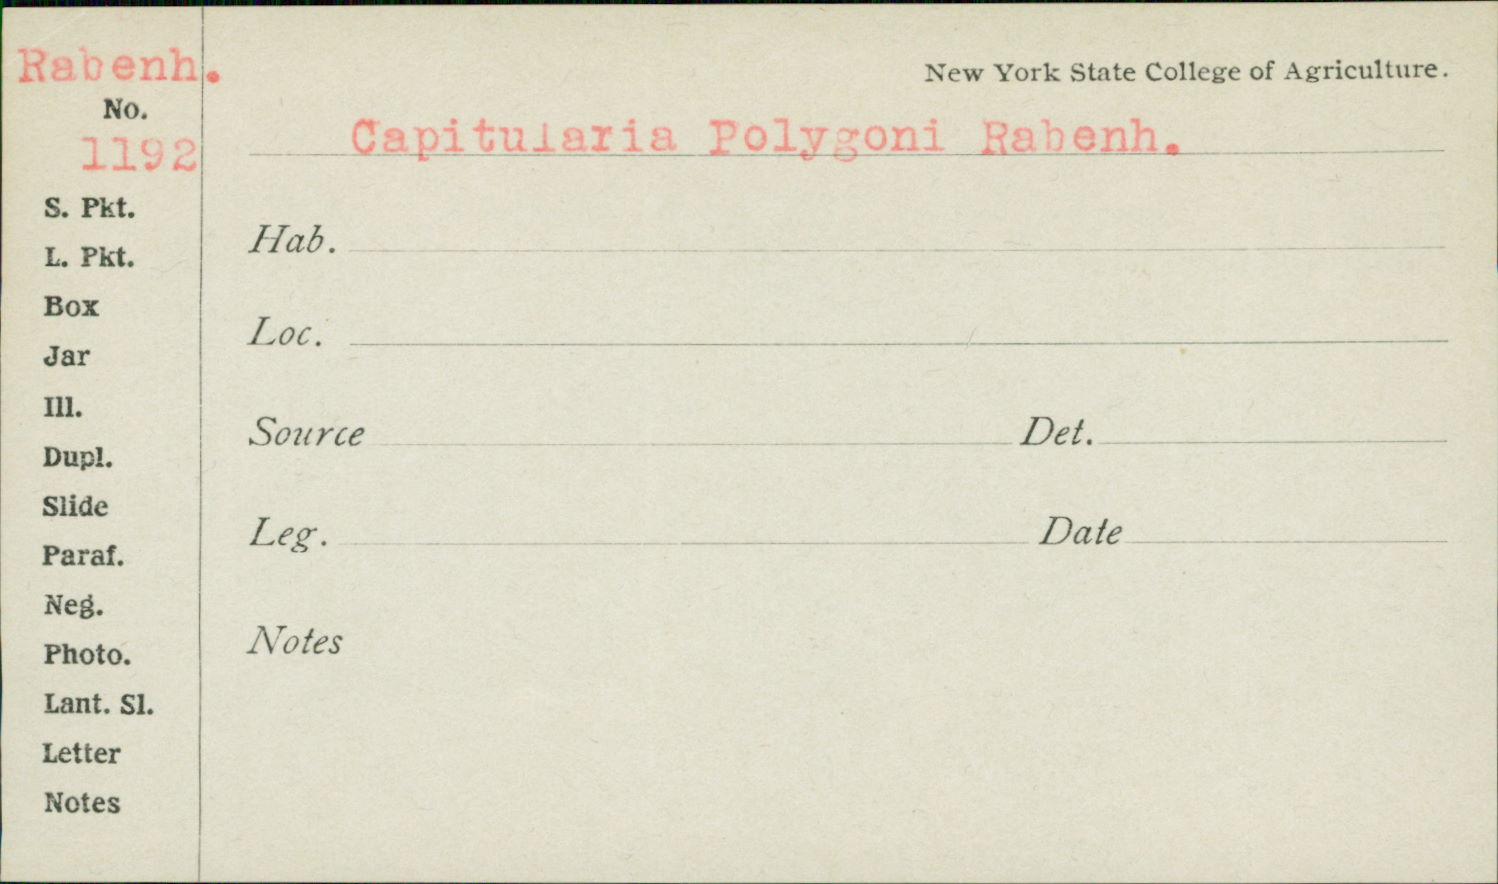 Rabenh.
No.
1192
S. Pkt.
L. Pkt.
Box
Jar
Ill.
Dupl.
Slide
Paraf.
Neg.
Photo.
Lant. Sl.
Letter
Notes
New York State College of Agriculture.
Capitularia Polygoni Rabenh.
Hab.
Loc.
Source Det.
Leg. Date
Notes